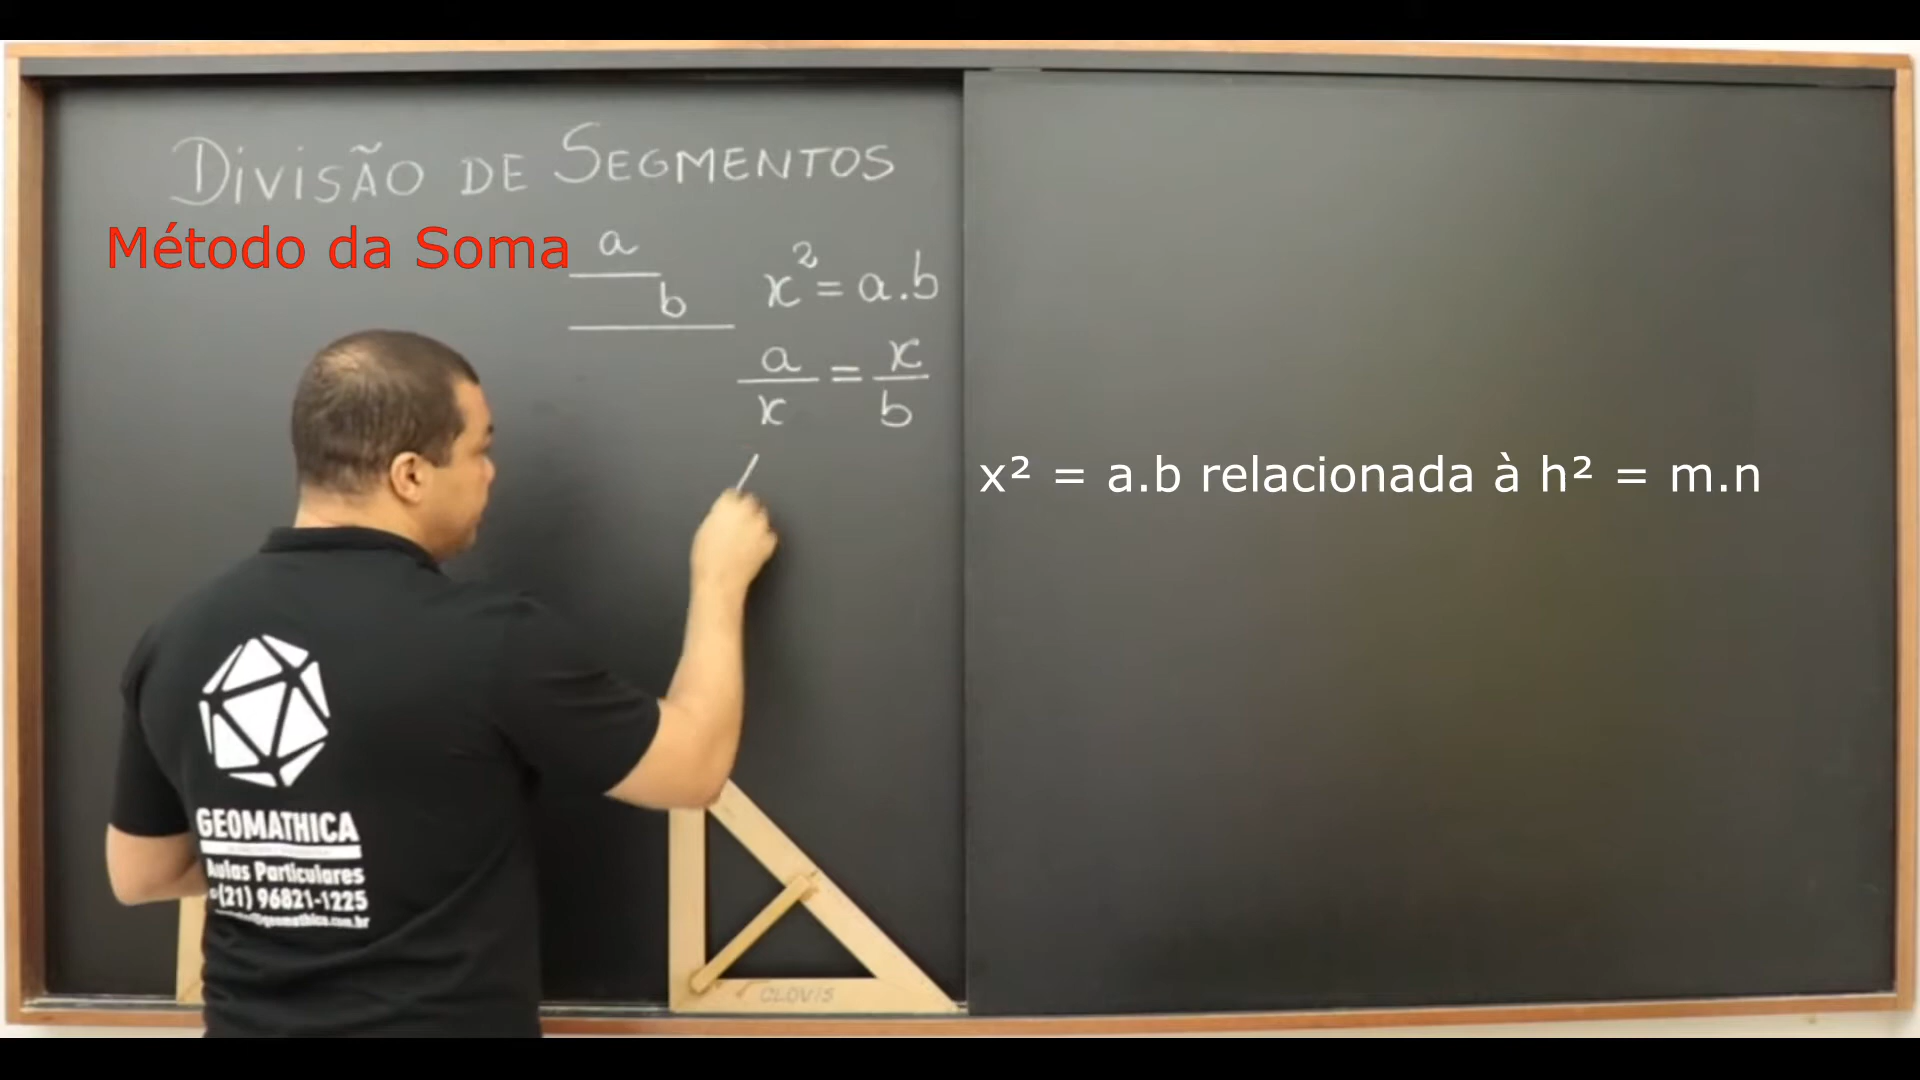 DIVISÃO DE SEGMENTOS
Método da Soma
a
b
x² = a.b
a/x = x/b
x² = a.b relacionada à h² = m.n
GEOMATHICA
Aulas Particulares
(21) 96821-1225
CLOVIS